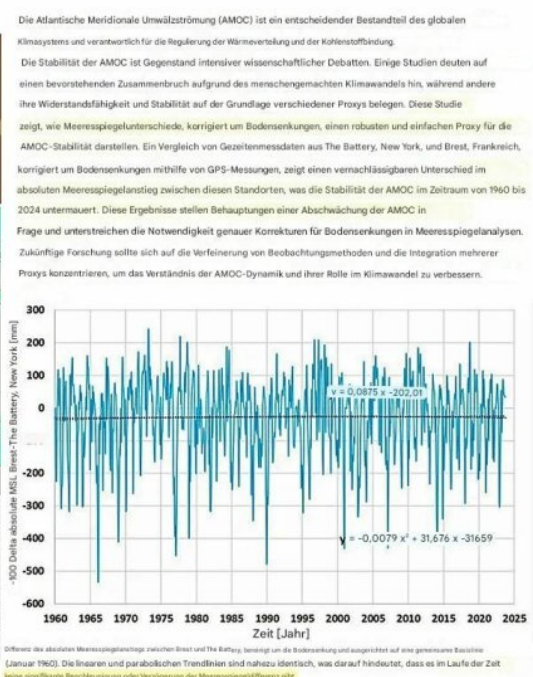 Die Atlantische Meridionale Umwälzströmung (AMOC) ist ein entscheidender Bestandteil des globalen
Klimasystems und verantwortlich für die Regulierung der Wärmeverteilung und der Kohlenstoffbindung.
Die Stabilität der AMOC ist Gegenstand intensiver wissenschaftlicher Debatten. Einige Studien deuten auf
einen bevorstehenden Zusammenbruch aufgrund des menschengemachten Klimawandels hin, während andere
ihre Widerstandsfähigkeit und Stabilität auf der Grundlage verschiedener Proxys belegen. Diese Studie
zeigt, wie Meeresspiegelunterschiede, korrigiert um Bodensenkungen, einen robusten und einfachen Proxy für die
AMOC-Stabilität darstellen. Ein Vergleich von Gezeitenmessdaten aus The Battery, New York, und Brest, Frankreich,
korrigiert um Bodensenkungen mithilfe von GPS-Messungen, zeigt einen vernachlässigbaren Unterschied im
absoluten Meeresspiegelanstieg zwischen diesen Standorten, was die Stabilität der AMOC im Zeitraum von 1960 bis
2024 untermauert. Diese Ergebnisse stellen Behauptungen einer Abschwächung der AMOC in
Frage und unterstreichen die Notwendigkeit genauer Korrekturen für Bodensenkungen in Meeresspiegelanalysen.
Zukünftige Forschung sollte sich auf die Verfeinerung von Beobachtungsmethoden und die Integration mehrerer
Proxys konzentrieren, um das Verständnis der AMOC-Dynamik und ihrer Rolle im Klimawandel zu verbessern.
-100 Delta absolute MSL Brest-The Battery, New York [mm]
300
200
100
0
-200
-300
-400
-500
-600
y = 0,0875 x -202,01
y = -0,0079 x² + 31,676 x -31659
1960 1965 1970 1975 1980 1985 1990 1995 2000 2005 2010 2015 2020 2025
Zeit [Jahr]
Differenz des absoluten Meeresspiegelanstiegs zwischen Brest und The Battery, bereinigt um die Bodensenkung und ausgerichtet auf eine gemeinsame Basislinie
(Januar 1960). Die linearen und parabolischen Trendlinien sind nahezu identisch, was darauf hindeutet, dass es im Laufe der Zeit
keine signifikante Beschleunigung oder Verzögerung der Meeresspiegeldifferenz gibt.